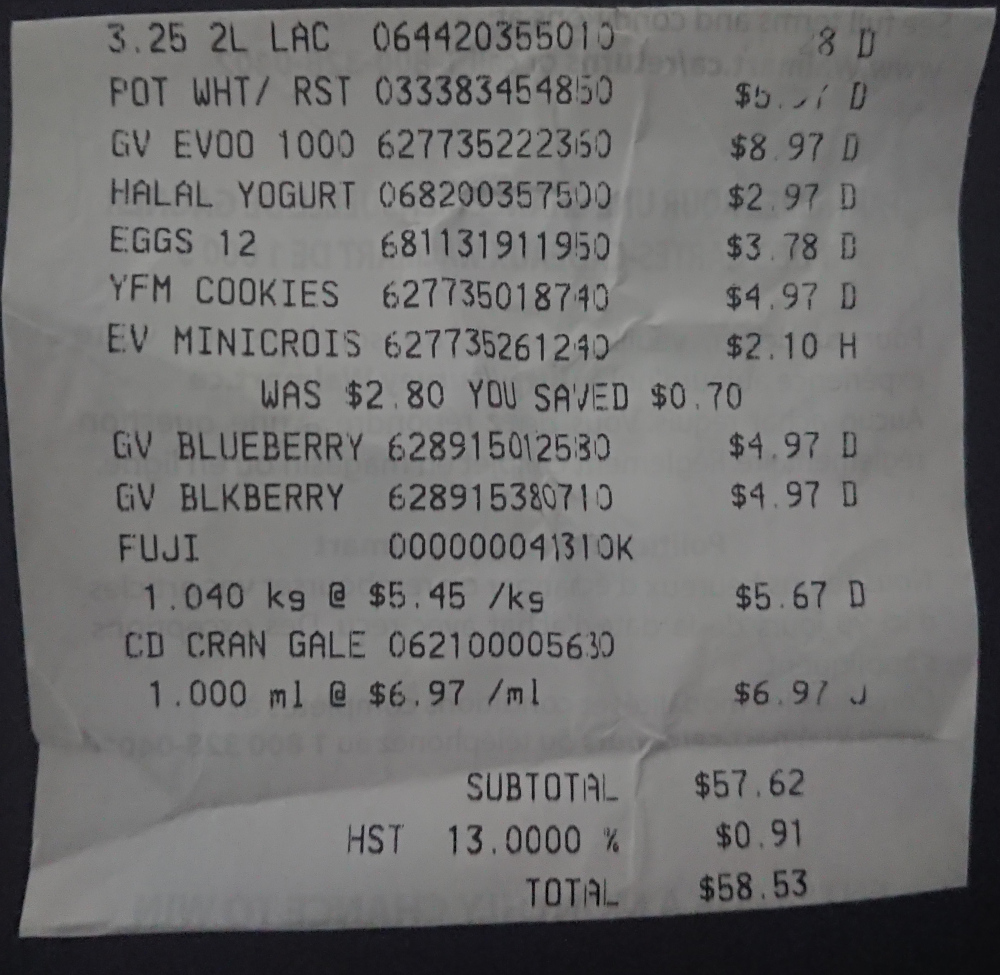 3.25 2L LAC 064420355010 8 D
POT WHT/ RST 033383454850 D
GV EVOO 1000 627735222360 $8.97 D
HALAL YOGURT 068200357500 $2.97 D
EGGS 12 681131911950 $3.78 D
YFM COOKIES 627735018740 $4.97 D
EV MINICROIS 627735261240 $2.10 H
WAS $2.80 YOU SAVED $0.70
GV BLUEBERRY 628915012580 $4.97 D
GV BLKBERRY 628915380710 $4.97 D
FUJI 000000041310K
1.040 kg @ $5.45 /kg $5.67 D
CD CRAN GALE 062100005630
1.000 ml @ $6.97 /ml $6.97 J
SUBTOTAL $57.62
HST 13.0000 % $0.91
TOTAL $58.53